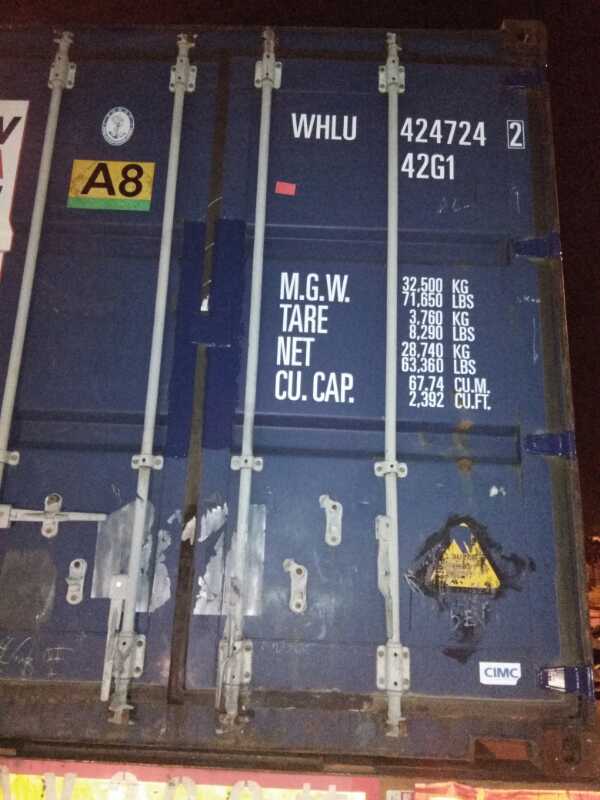 WHLU 424724 2
42G1
A8
M.G.W. 32,500 KG
71,650 LBS
TARE 3,760 KG
8,290 LBS
NET 28,740 KG
63,360 LBS
CU. CAP. 67,74 CU.M.
2,392 CU.FT.
CIMC